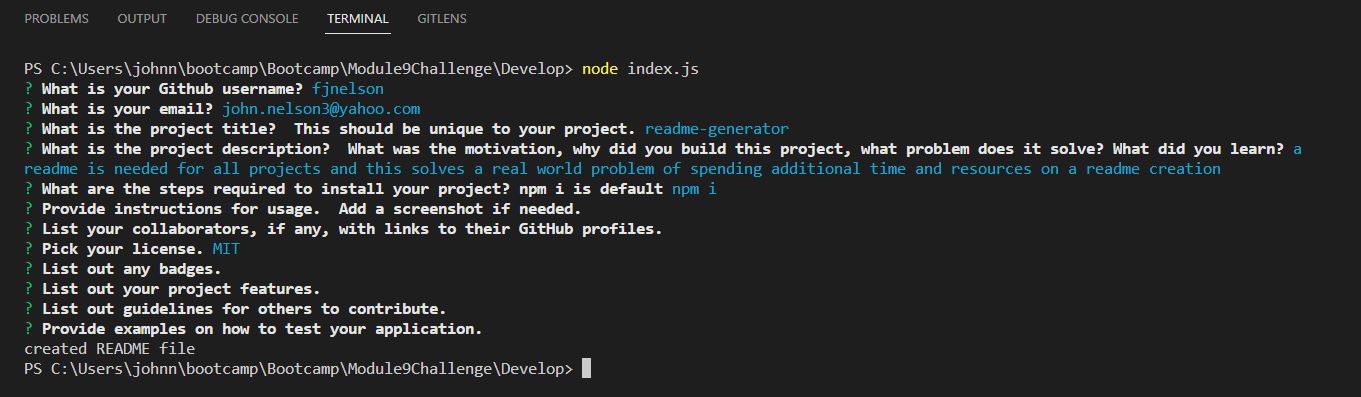 PROBLEMS OUTPUT DEBUG CONSOLE TERMINAL GITLENS
PS C:\Users\johnn\bootcamp\Bootcamp\Module9Challenge\Develop> node index.js
? What is your Github username? fjnelson
? What is your email? john.nelson3@yahoo.com
? What is the project title?  This should be unique to your project. readme-generator
? What is the project description?  What was the motivation, why did you build this project, what problem does it solve? What did you learn? a
readme is needed for all projects and this solves a real world problem of spending additional time and resources on a readme creation
? What are the steps required to install your project? npm i is default npm i
? Provide instructions for usage.  Add a screenshot if needed.
? List your collaborators, if any, with links to their GitHub profiles.
? Pick your license. MIT
? List out any badges.
? List out your project features.
? List out guidelines for others to contribute.
? Provide examples on how to test your application.
created README file
PS C:\Users\johnn\bootcamp\Bootcamp\Module9Challenge\Develop>